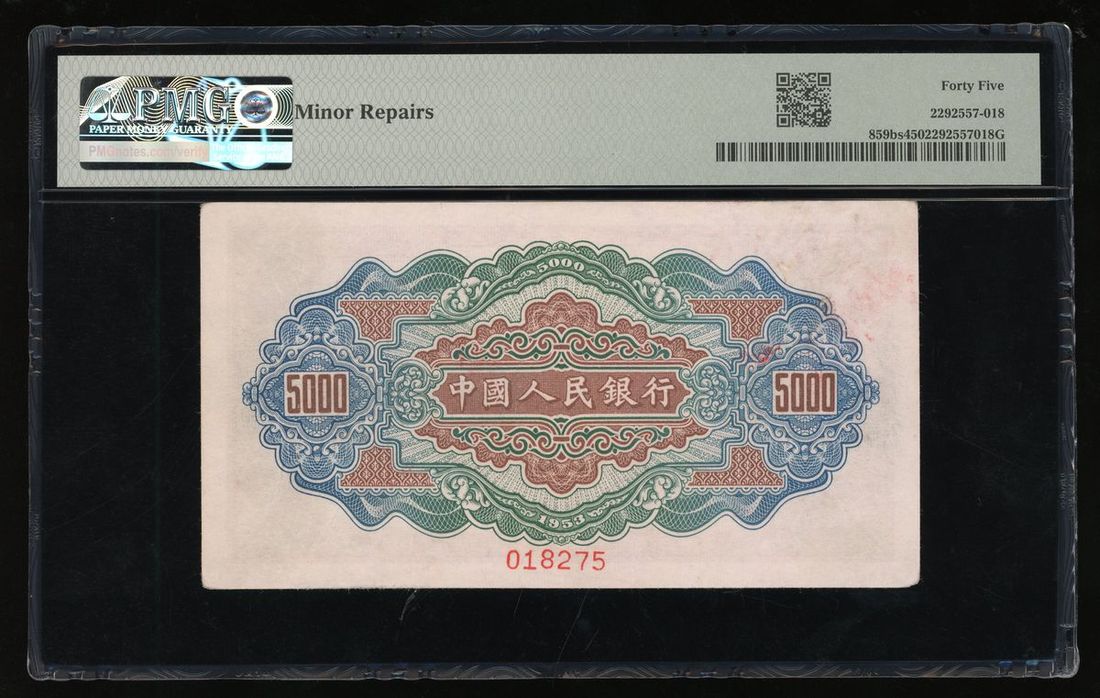 PMG
PAPER MONEY GUARANTY
PMGnotes.com/verify
Minor Repairs
Forty Five
2292557-018
859bs4502292557018G
5000
5000
中國人民銀行
5000
1953
018275